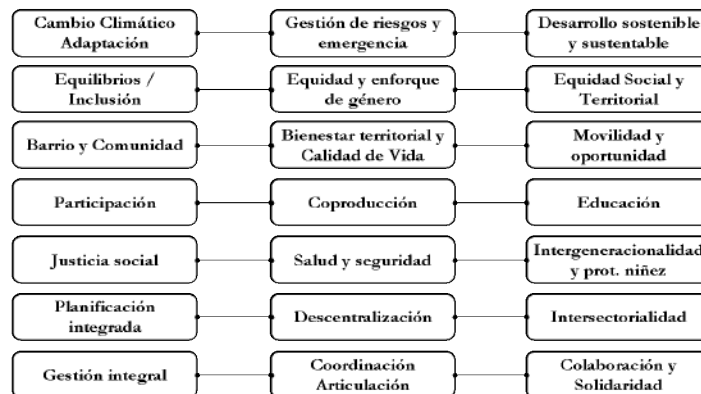 Cambio Climático
Adaptación
Gestión de riesgos y
emergencia
Desarrollo sostenible
y sustentable
Equilibrios /
Inclusión
Equidad y enforque
de género
Equidad Social y
Territorial
Barrio y Comunidad
Bienestar territorial y
Calidad de Vida
Movilidad y
oportunidad
Participación
Coproducción
Educación
Justicia social
Salud y seguridad
Intergeneracionalidad
y prot. niñez
Planificación
integrada
Descentralización
Intersectorialidad
Gestión integral
Coordinación
Articulación
Colaboración y
Solidaridad